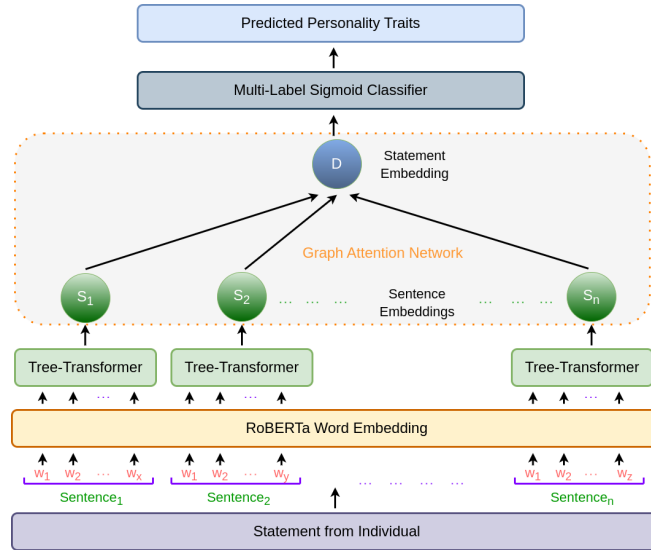 Predicted Personality Traits
Multi-Label Sigmoid Classifier
D
Statement
Embedding
Graph Attention Network
S1
S2
... ... ...
Sentence
Embeddings
... ... ...
Sn
Tree-Transformer
Tree-Transformer
Tree-Transformer
...
...
...
RoBERTa Word Embedding
w1 w2 ... wx
w1 w2 ... wy
... ... ... ...
w1 w2 ... wz
Sentence1
Sentence2
Sentencen
Statement from Individual